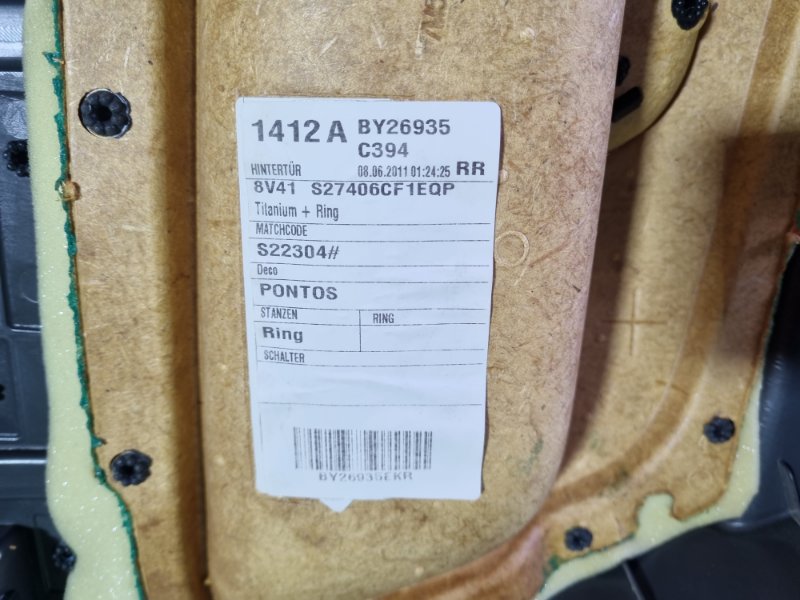 1412A BY26935
C394
HINTERTÜR 08.06.2011 01:24:25 RR
8V41 S27406CF1EQP
Titanium + Ring
MATCHCODE
S22304#
Deco
PONTOS
STANZEN RING
Ring
SCHALTER
BY26935EKR